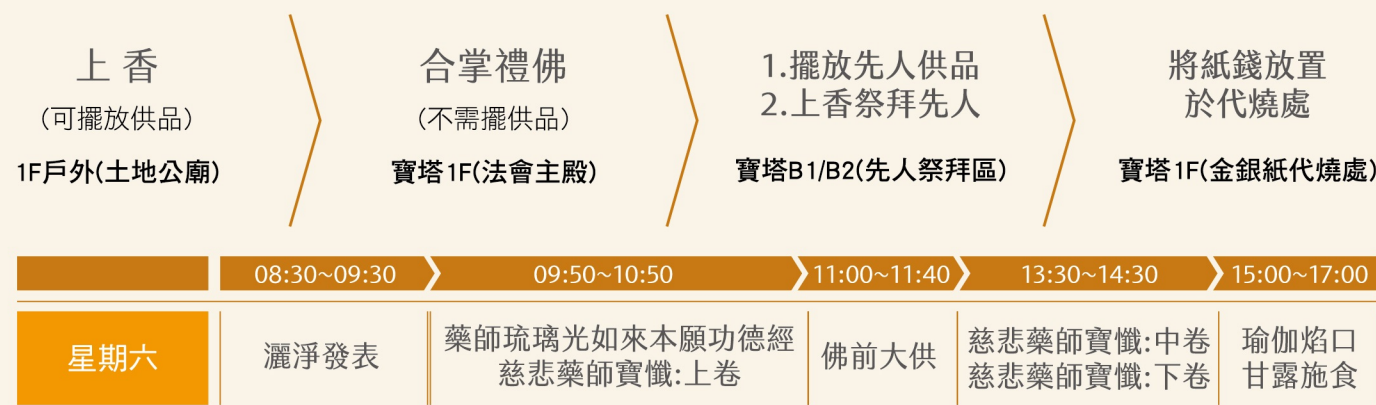 上香
(可擺放供品)
1F戶外(土地公廟)
合掌禮佛
(不需擺供品)
寶塔1F(法會主殿)
1.擺放先人供品
2.上香祭拜先人
寶塔B1/B2(先人祭拜區)
將紙錢放置
於代燒處
寶塔1F(金銀紙代燒處)
08:30~09:30
09:50~10:50
11:00~11:40
13:30~14:30
15:00~17:00
星期六
灑淨發表
藥師琉璃光如來本願功德經
慈悲藥師寶懺:上卷
佛前大供
慈悲藥師寶懺:中卷
慈悲藥師寶懺:下卷
瑜伽焰口
甘露施食